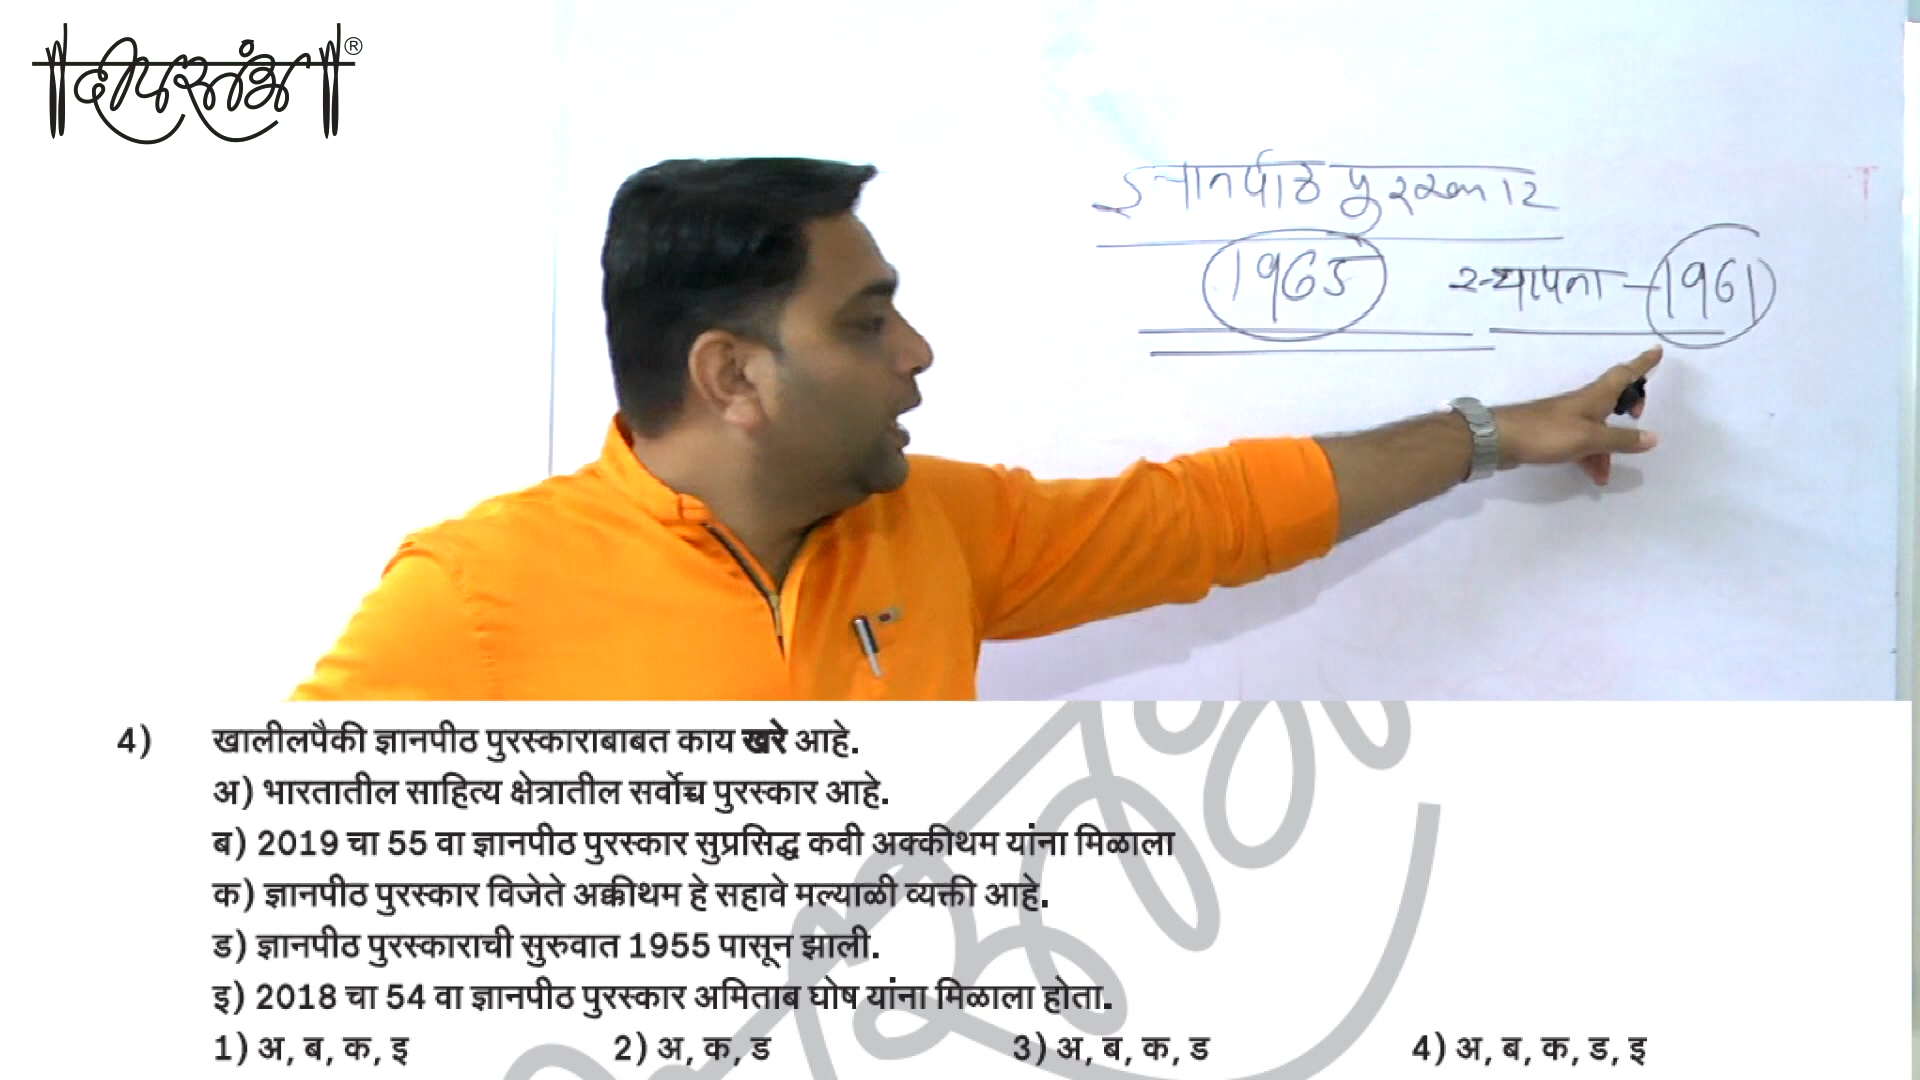 दीपस्तंभ®
ज्ञानपीठ पुरस्कार
1965 स्थापना - 1961
4) खालीलपैकी ज्ञानपीठ पुरस्काराबाबत काय खरे आहे.
अ) भारतातील साहित्य क्षेत्रातील सर्वोच्च पुरस्कार आहे.
ब) 2019 चा 55 वा ज्ञानपीठ पुरस्कार सुप्रसिद्ध कवी अक्कीथम यांना मिळाला
क) ज्ञानपीठ पुरस्कार विजेते अक्कीथम हे सहावे मल्याळी व्यक्ती आहे.
ड) ज्ञानपीठ पुरस्काराची सुरुवात 1955 पासून झाली.
इ) 2018 चा 54 वा ज्ञानपीठ पुरस्कार अमिताब घोष यांना मिळाला होता.
1) अ, ब, क, इ 2) अ, क, ड 3) अ, ब, क, ड 4) अ, ब, क, ड, इ